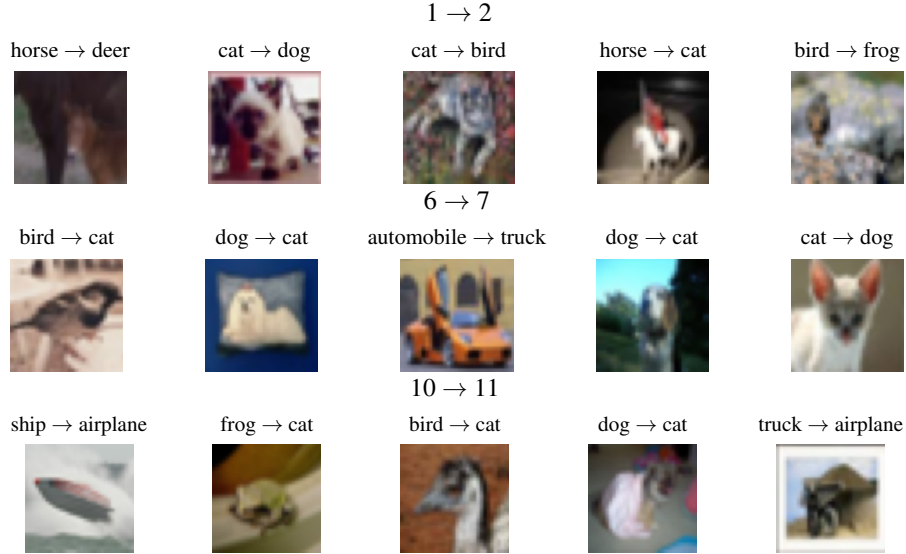 1 → 2
horse → deer cat → dog cat → bird horse → cat bird → frog
6 → 7
bird → cat dog → cat automobile → truck dog → cat cat → dog
10 → 11
ship → airplane frog → cat bird → cat dog → cat truck → airplane